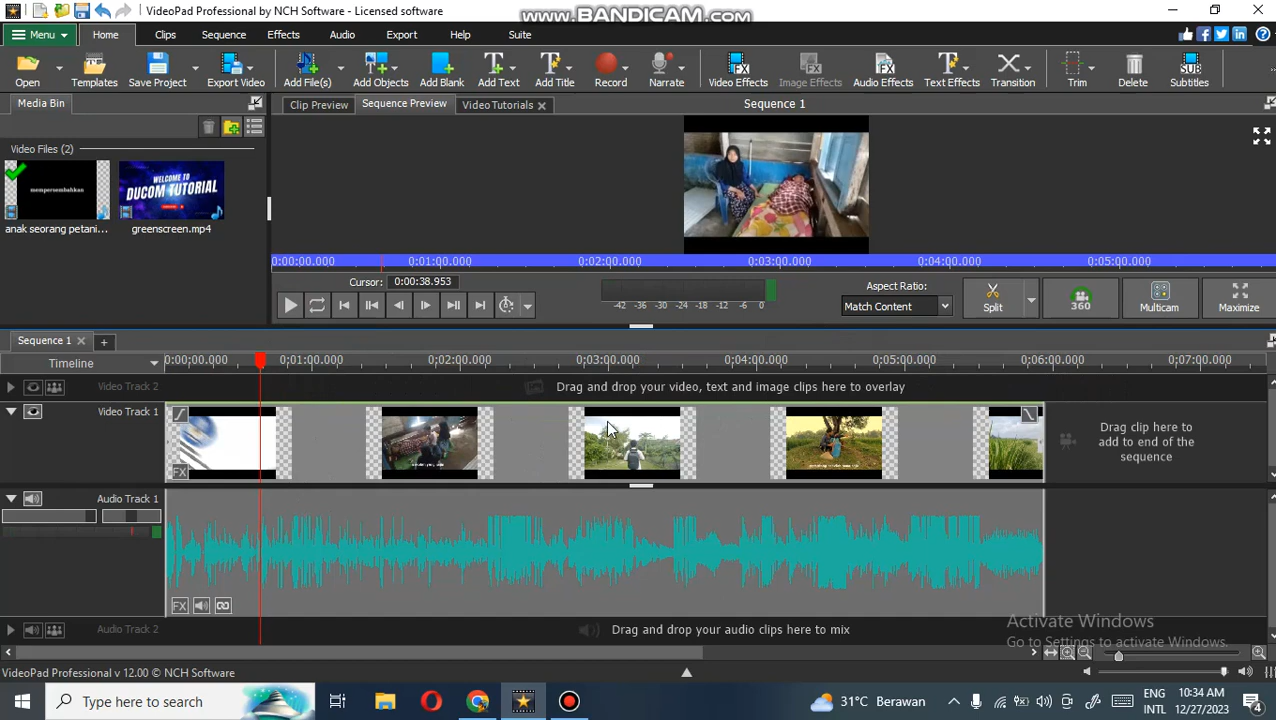 VideoPad Professional by NCH Software - Licensed software
www.BANDICAM.com
Menu Home Clips Sequence Effects Audio Export Help Suite
Open Templates Save Project Export Video Add File(s) Add Objects Add Blank Add Text Add Title Record Narrate Video Effects Image Effects Audio Effects Text Effects Transition Trim Delete Subtitles
Media Bin
Clip Preview Sequence Preview Video Tutorials Sequence 1
Video Files (2)
mempersembahkan
WELCOME TO
DUCOM TUTORIAL
anak seorang petani... greenscreen.mp4
0:00:00.000 0;01:00.000 0;02:00.000 0;03:00.000 0;04:00.000 0;05:00.000
Cursor: 0:00:38.953
-42 -36 -30 -24 -18 -12 -6 0
Aspect Ratio:
Match Content
Split 360 Multicam Maximize
Sequence 1
Timeline 0:00:00.000 0;01:00.000 0;02:00.000 0;03:00.000 0;04:00.000 0;05:00.000 0;06:00.000 0;07:00.000
Video Track 2 Drag and drop your video, text and image clips here to overlay
Video Track 1
FX
Drag clip here to
add to end of the
sequence
Audio Track 1
FX
Audio Track 2 Drag and drop your audio clips here to mix
Activate Windows
Go to Settings to activate Windows.
VideoPad Professional v 12.00 © NCH Software
Type here to search
31°C Berawan
ENG
INTL
10:34 AM
12/27/2023
4